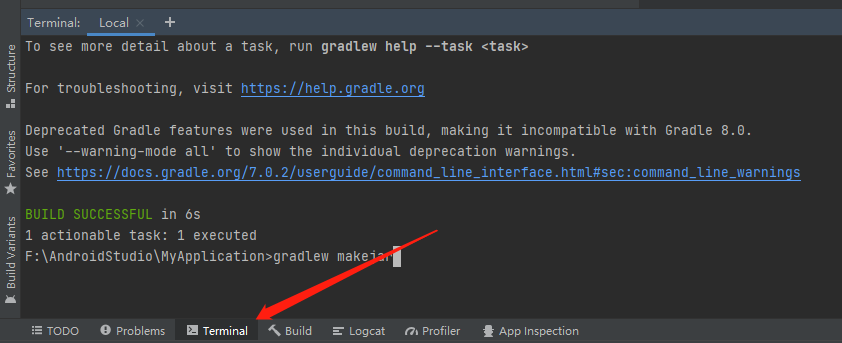 Terminal: Local × +
To see more detail about a task, run gradlew help --task <task>
For troubleshooting, visit https://help.gradle.org
Deprecated Gradle features were used in this build, making it incompatible with Gradle 8.0.
Use '--warning-mode all' to show the individual deprecation warnings.
See https://docs.gradle.org/7.0.2/userguide/command_line_interface.html#sec:command_line_warnings
BUILD SUCCESSFUL in 6s
1 actionable task: 1 executed
F:\AndroidStudio\MyApplication>gradlew makejar
Structure
Favorites
Build Variants
TODO Problems Terminal Build Logcat Profiler App Inspection